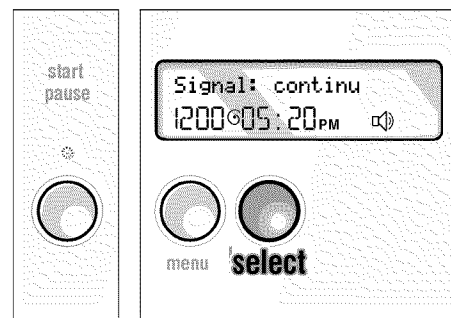 start
pause
Signal: continu
1200 05:20PM
menu
select